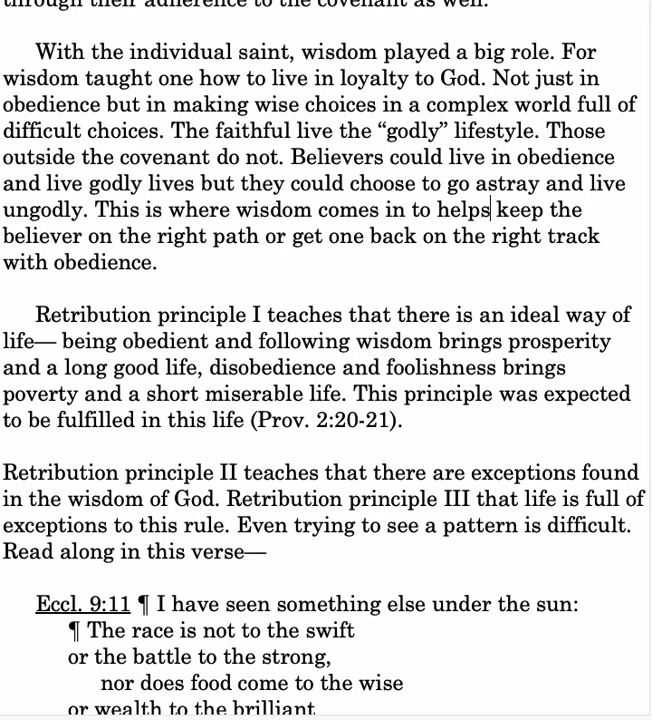 through their adherence to the covenant as well.
With the individual saint, wisdom played a big role. For
wisdom taught one how to live in loyalty to God. Not just in
obedience but in making wise choices in a complex world full of
difficult choices. The faithful live the “godly” lifestyle. Those
outside the covenant do not. Believers could live in obedience
and live godly lives but they could choose to go astray and live
ungodly. This is where wisdom comes in to helps keep the
believer on the right path or get one back on the right track
with obedience.
Retribution principle I teaches that there is an ideal way of
life— being obedient and following wisdom brings prosperity
and a long good life, disobedience and foolishness brings
poverty and a short miserable life. This principle was expected
to be fulfilled in this life (Prov. 2:20-21).
Retribution principle II teaches that there are exceptions found
in the wisdom of God. Retribution principle III that life is full of
exceptions to this rule. Even trying to see a pattern is difficult.
Read along in this verse—
Eccl. 9:11 ¶ I have seen something else under the sun:
¶ The race is not to the swift
or the battle to the strong,
nor does food come to the wise
or wealth to the brilliant